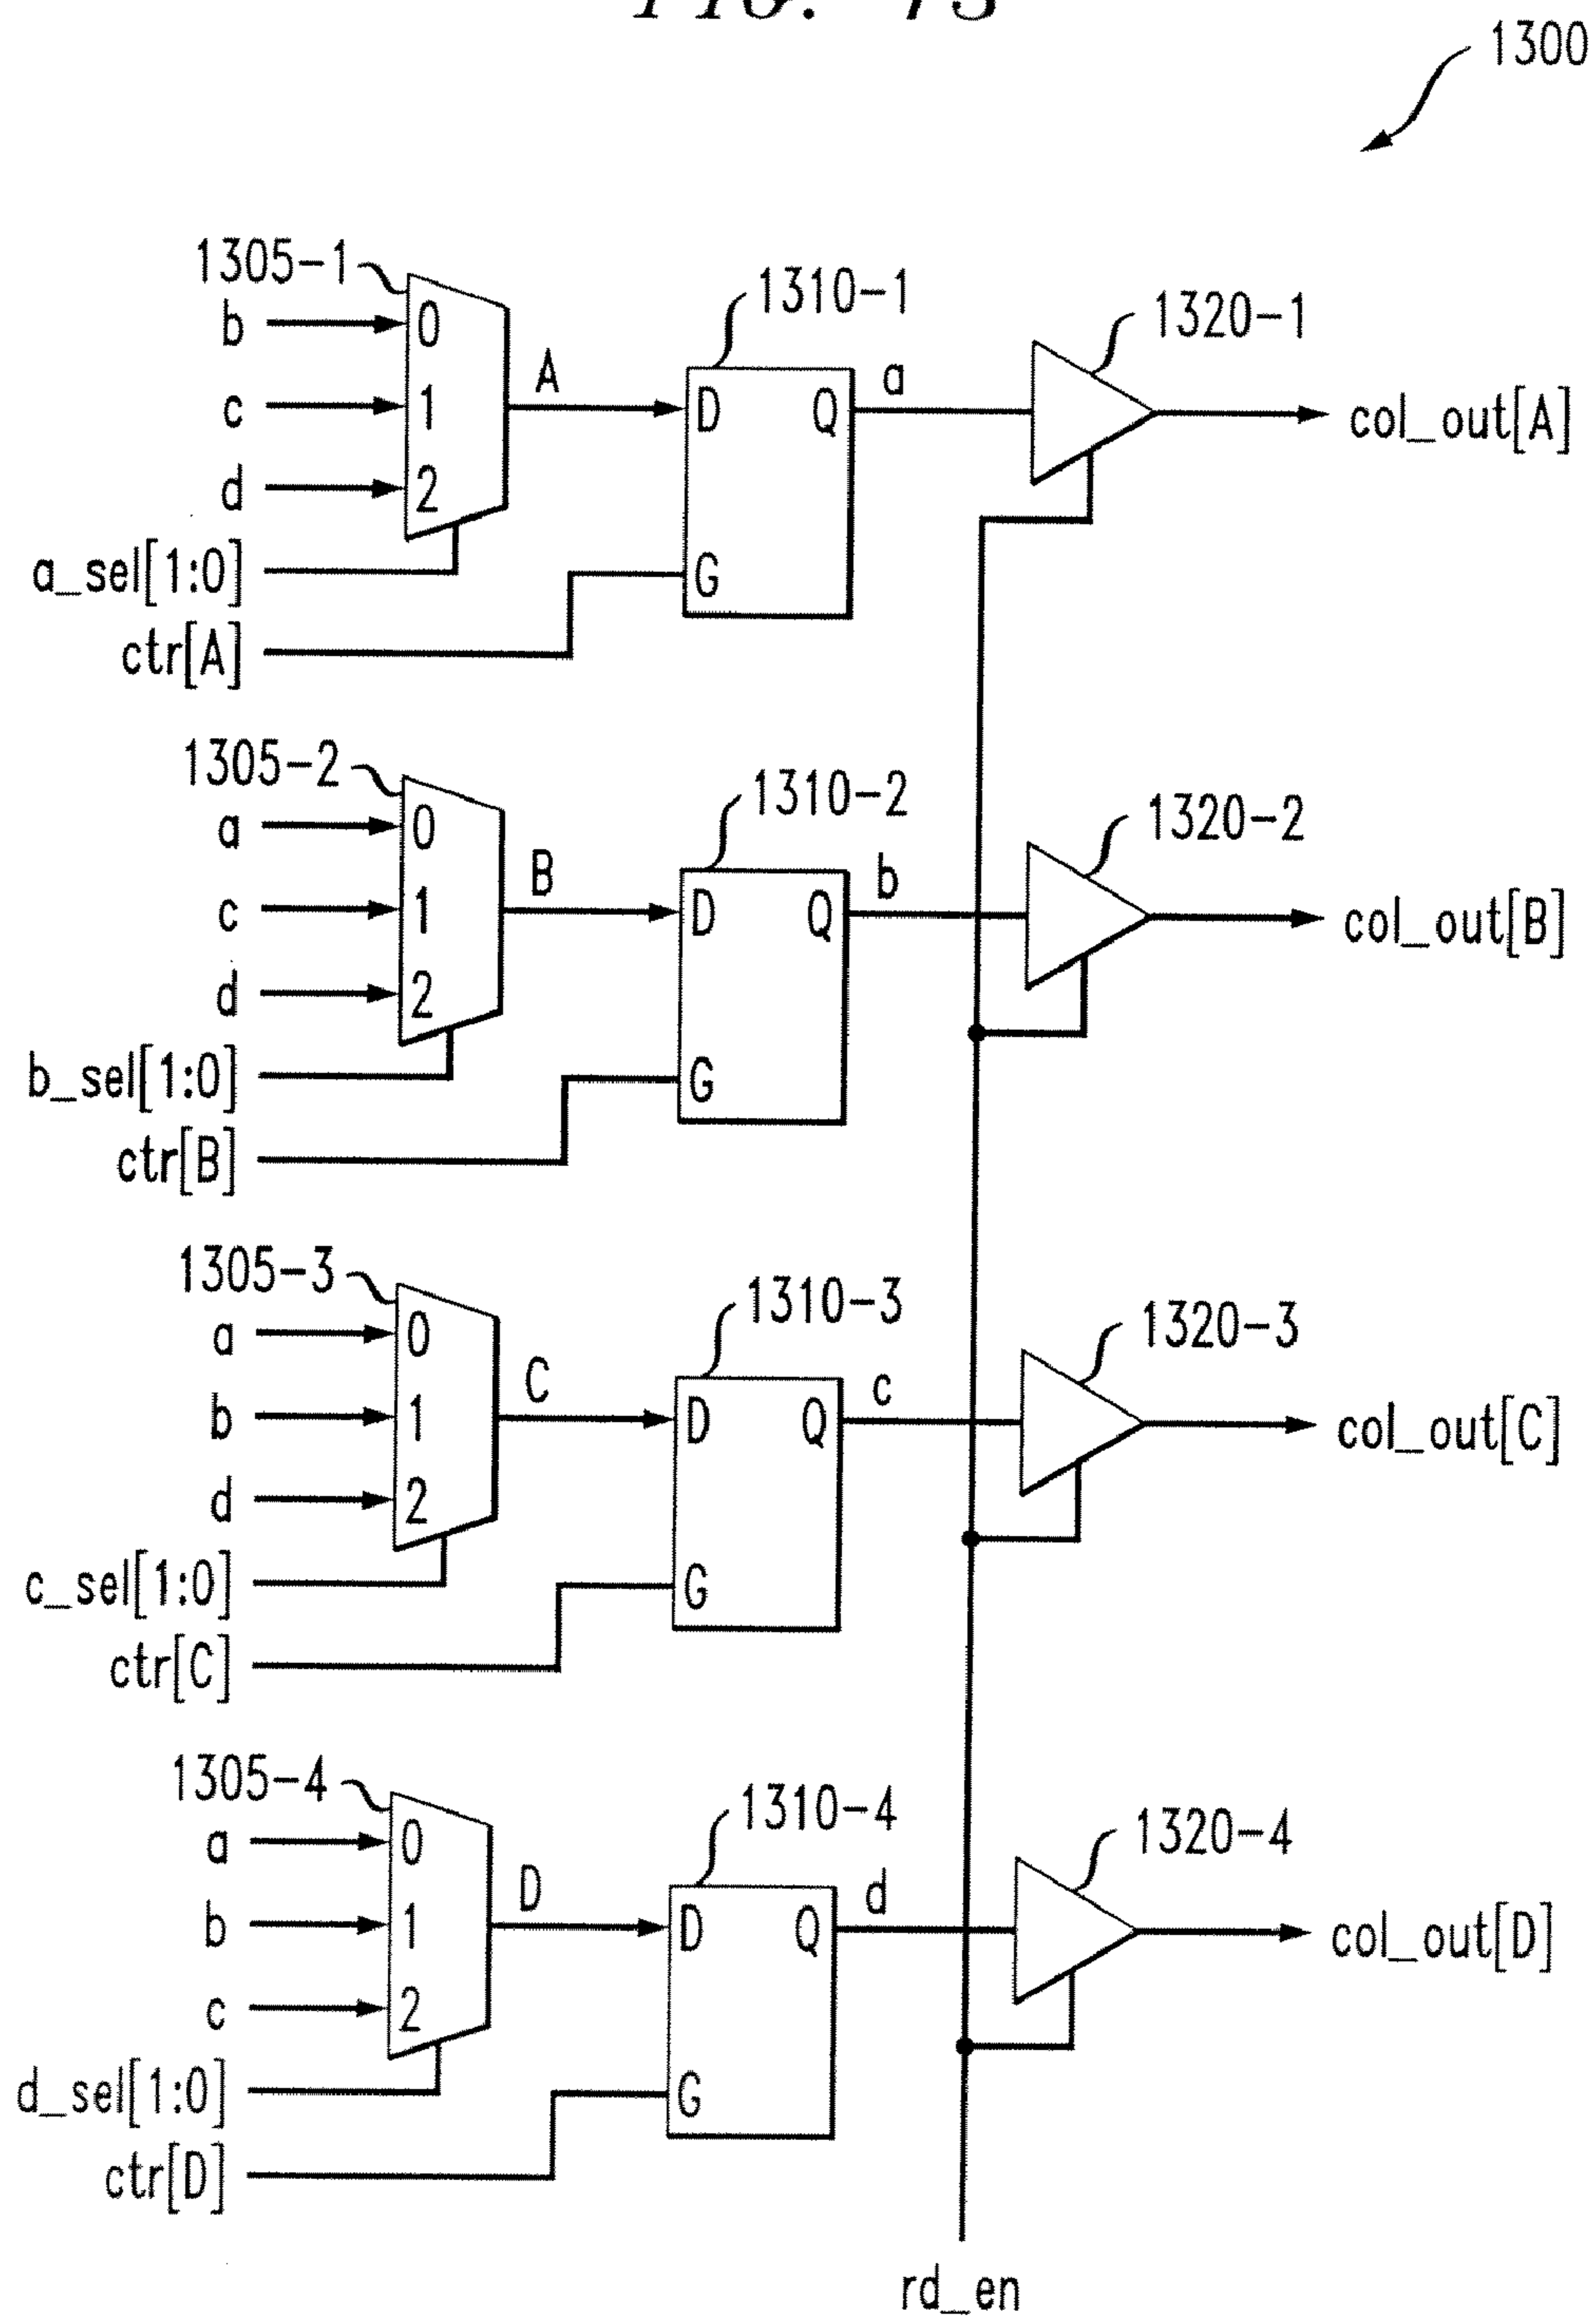 FIG. 13
1300
1305-1
b
0
c
1
d
2
a_sel[1:0]
ctr[A]
A
1310-1
D
Q
G
a
1320-1
col_out[A]
1305-2
a
0
c
1
d
2
b_sel[1:0]
ctr[B]
B
1310-2
D
Q
G
b
1320-2
col_out[B]
1305-3
a
0
b
1
d
2
c_sel[1:0]
ctr[C]
C
1310-3
D
Q
G
c
1320-3
col_out[C]
1305-4
a
0
b
1
c
2
d_sel[1:0]
ctr[D]
D
1310-4
D
Q
G
d
1320-4
col_out[D]
rd_en